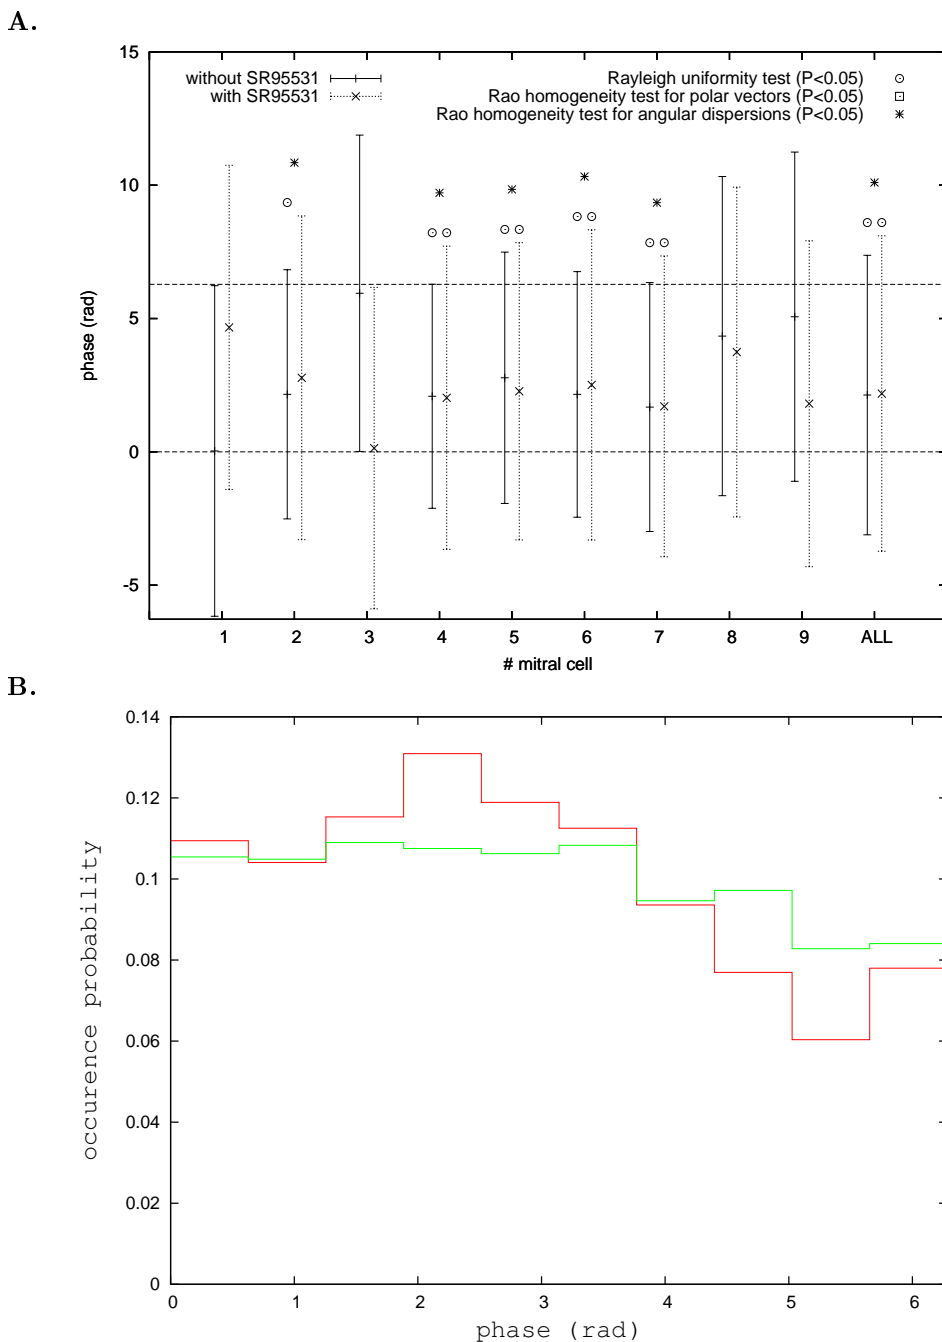 A.
15
without SR95531
with SR95531
Rayleigh uniformity test (P<0.05)
Rao homogeneity test for polar vectors (P<0.05)
Rao homogeneity test for angular dispersions (P<0.05)
10
5
0
-5
phase (rad)
1 2 3 4 5 6 7 8 9 ALL
# mitral cell
B.
0.14
0.12
0.1
0.08
0.06
0.04
0.02
0
occurence probability
0 1 2 3 4 5 6
phase (rad)